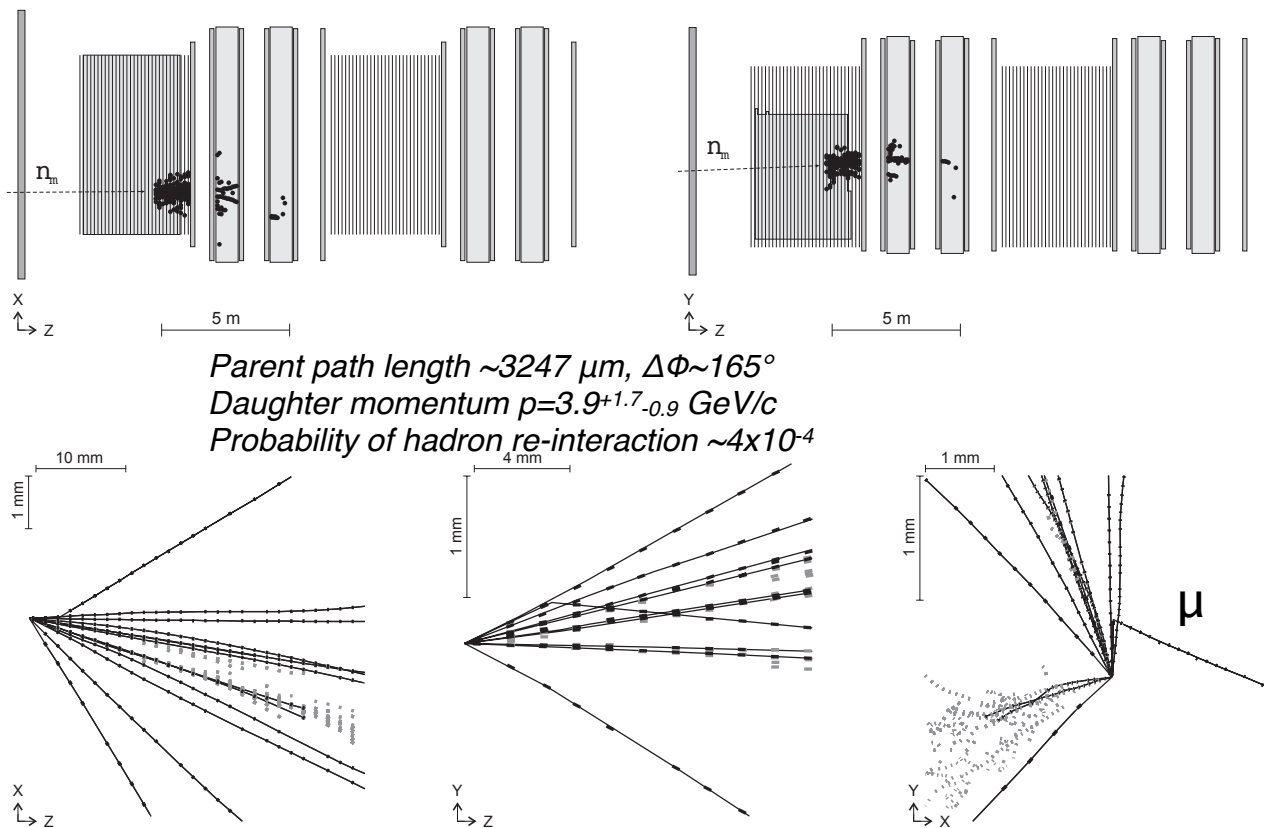 n_m
n_m
X
Z
5 m
Y
Z
5 m
Parent path length ~3247 μm, ΔΦ~165°
Daughter momentum p=3.9^{+1.7}_{-0.9} GeV/c
Probability of hadron re-interaction ~4x10^{-4}
10 mm
1 mm
4 mm
1 mm
1 mm
1 mm
μ
X
Z
Y
Z
Y
X